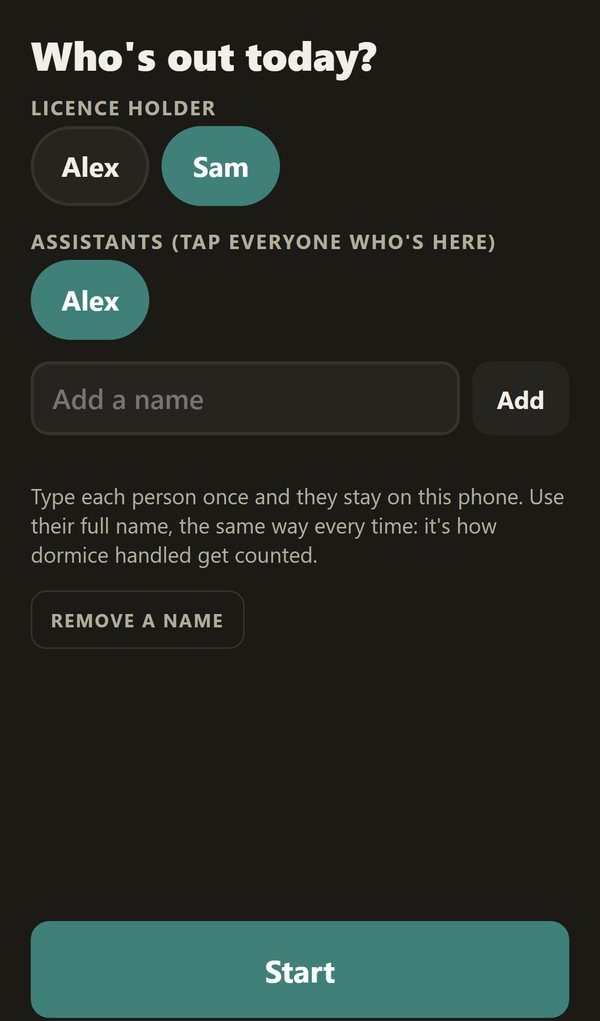 Who's out today?
LICENCE HOLDER
Alex Sam
ASSISTANTS (TAP EVERYONE WHO'S HERE)
Alex
Add a name Add
Type each person once and they stay on this phone. Use
their full name, the same way every time: it's how
dormice handled get counted.
REMOVE A NAME
Start